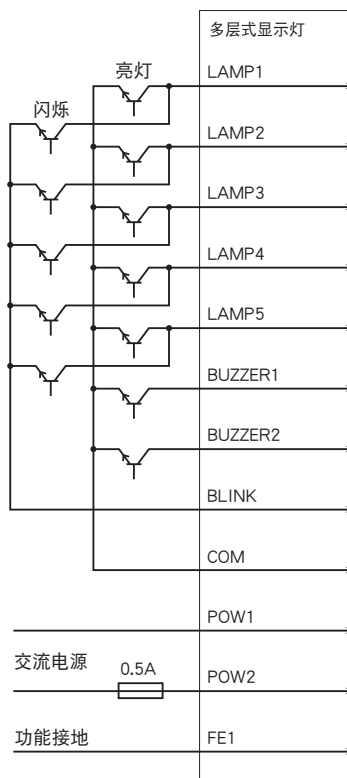 多层式显示灯
亮灯
LAMP1
闪烁
LAMP2
LAMP3
LAMP4
LAMP5
BUZZER1
BUZZER2
BLINK
COM
POW1
交流电源
0.5A
POW2
功能接地
FE1